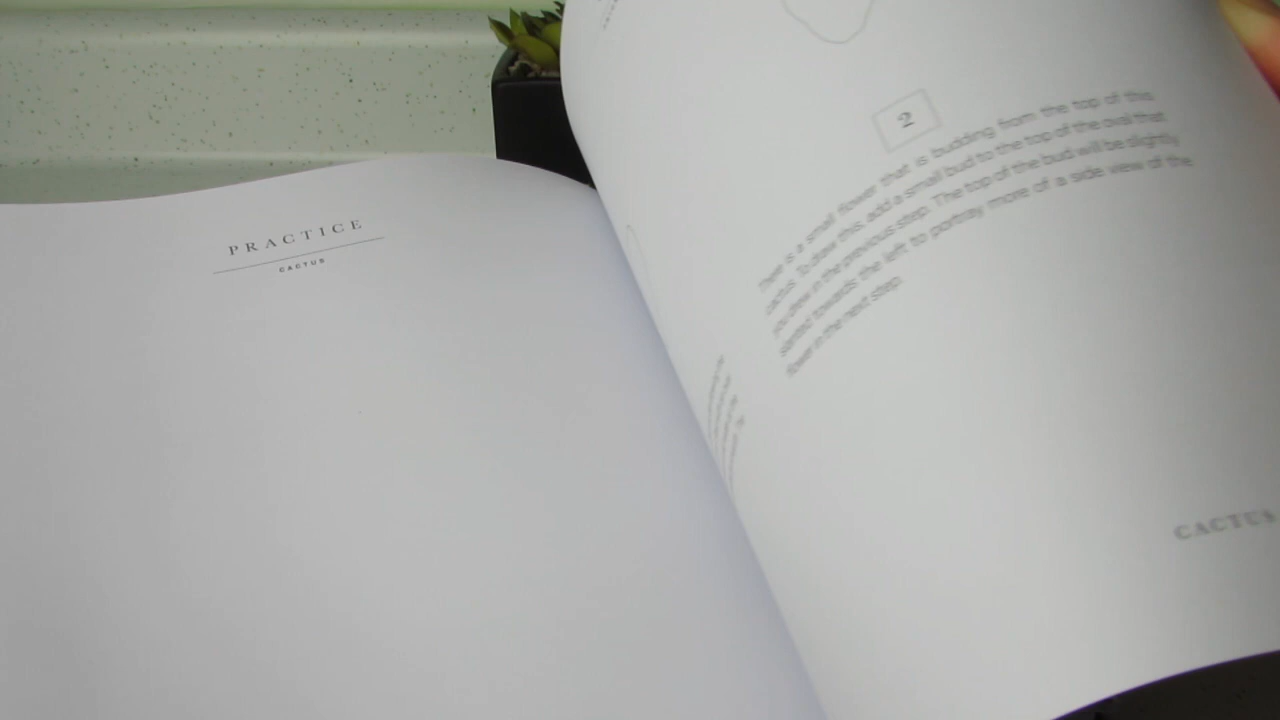 PRACTICE
CACTUS
2
There is a small flower that is budding from the top of this
cactus. To draw this, add a small bud to the top of the oval that
you drew in the previous step. The top of the bud will be slightly
slanted towards the left to portray more of a side view of the
flower in the next step.
CACTUS